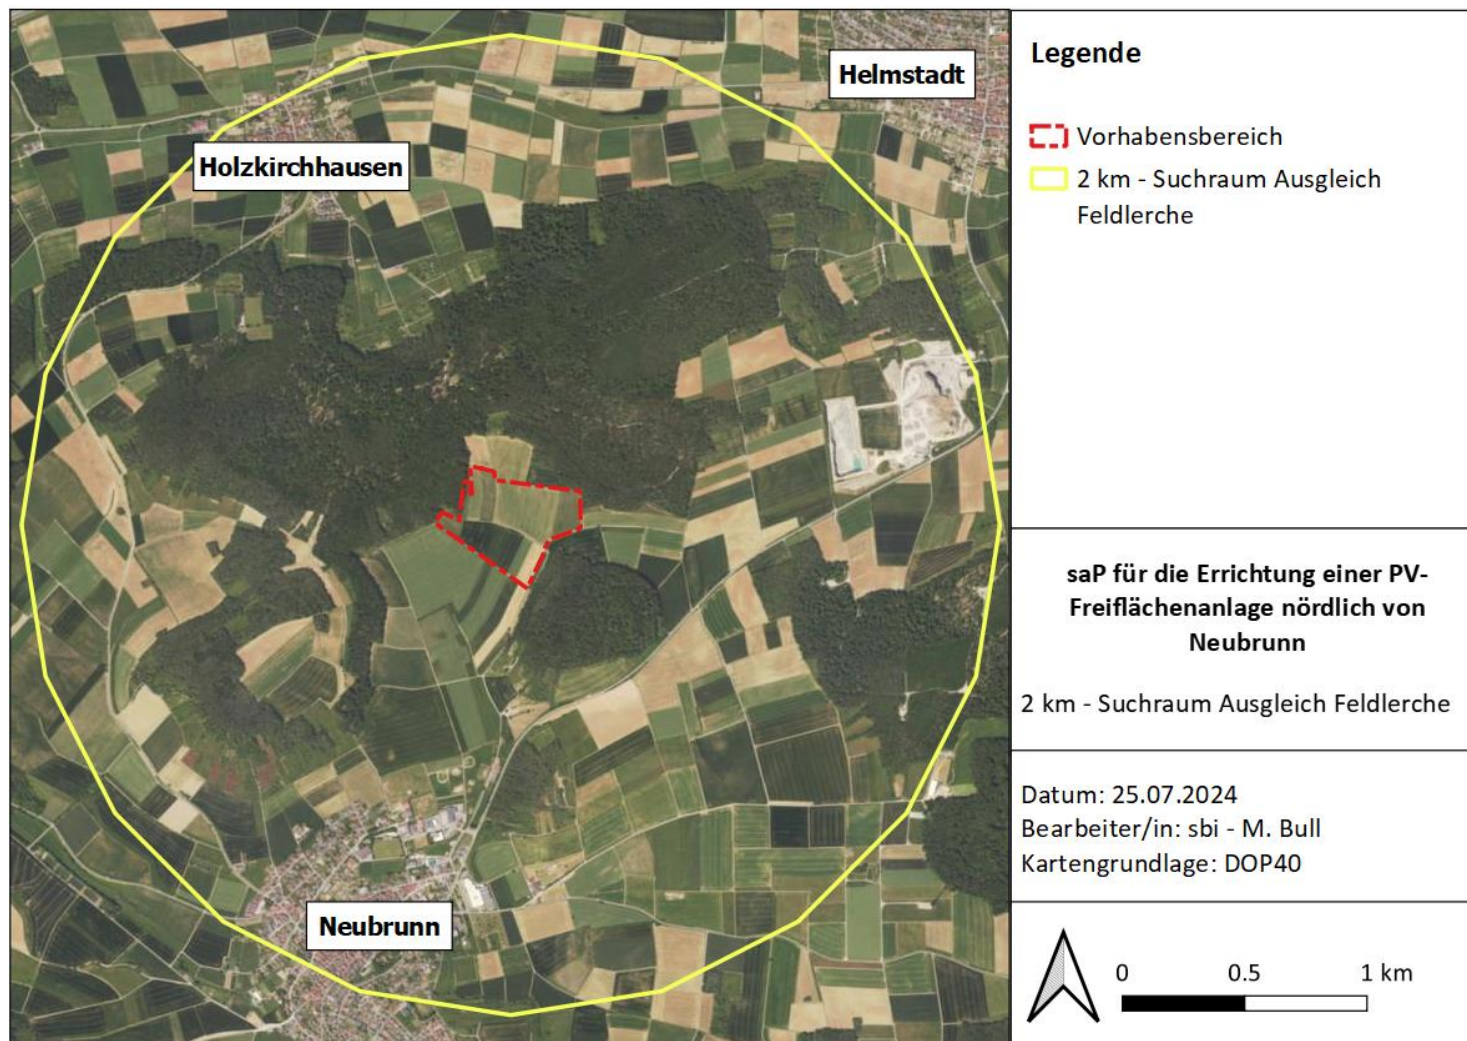 Helmstadt
Holzkirchhausen
Neubrunn
Legende
Vorhabensbereich
2 km - Suchraum Ausgleich
Feldlerche
saP für die Errichtung einer PV-
Freiflächenanlage nördlich von
Neubrunn
2 km - Suchraum Ausgleich Feldlerche
Datum: 25.07.2024
Bearbeiter/in: sbi - M. Bull
Kartengrundlage: DOP40
0 0.5 1 km